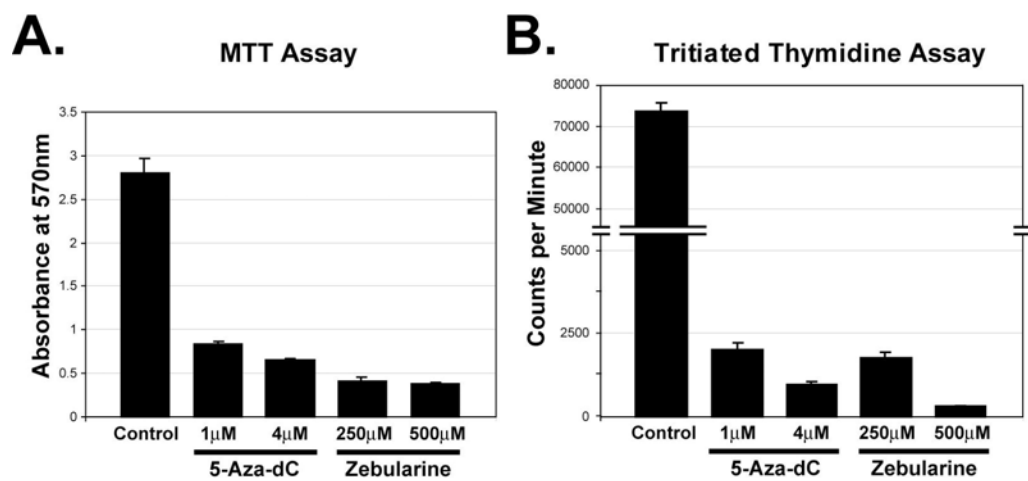 A.
MTT Assay
Absorbance at 570nm
3.5
3
2.5
2
1.5
1
0.5
0
Control 1μM 4μM 250μM 500μM
5-Aza-dC Zebularine
B.
Tritiated Thymidine Assay
Counts per Minute
80000
70000
60000
50000
5000
2500
0
Control 1μM 4μM 250μM 500μM
5-Aza-dC Zebularine